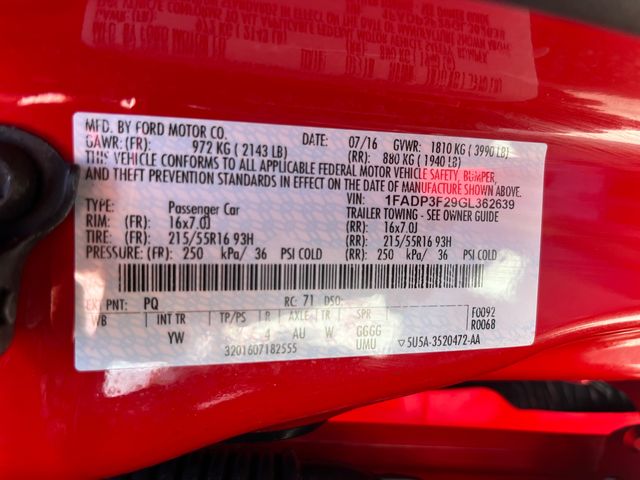 MFD. BY FORD MOTOR CO. DATE: 07/16 GVWR: 1810 KG ( 3990 LB)
GAWR: (FR): 972 KG ( 2143 LB) (RR): 880 KG ( 1940 LB)
THIS VEHICLE CONFORMS TO ALL APPLICABLE FEDERAL MOTOR VEHICLE SAFETY, BUMPER,
AND THEFT PREVENTION STANDARDS IN EFFECT ON THE DATE OF MANUFACTURE SHOWN ABOVE.
VIN: 1FADP3F29GL362639
TYPE: Passenger Car TRAILER TOWING - SEE OWNER GUIDE
RIM: (FR): 16x7.0J (RR): 16x7.0J
TIRE: (FR): 215/55R16 93H (RR): 215/55R16 93H
PRESSURE: (FR): 250 kPa/ 36 PSI COLD (RR): 250 kPa/ 36 PSI COLD
EXT PNT: PQ RC: 71 DSO: F0092
WB INT TR TP/PS R AXLE TR SPR R0068
YW 4 AU W GGGG
3201607182555 UMU 5U5A-3520472-AA